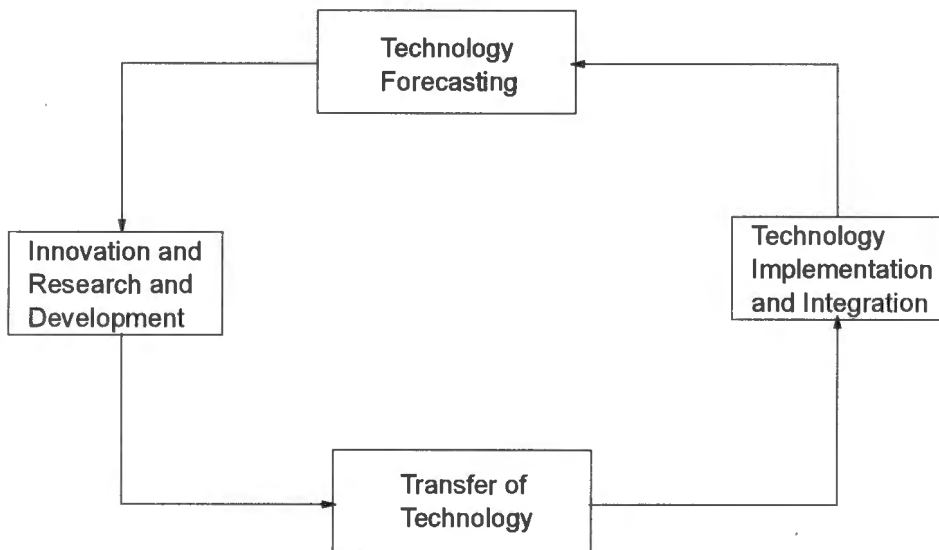 Technology
Forecasting
Innovation and
Research and
Development
Technology
Implementation
and Integration
Transfer of
Technology